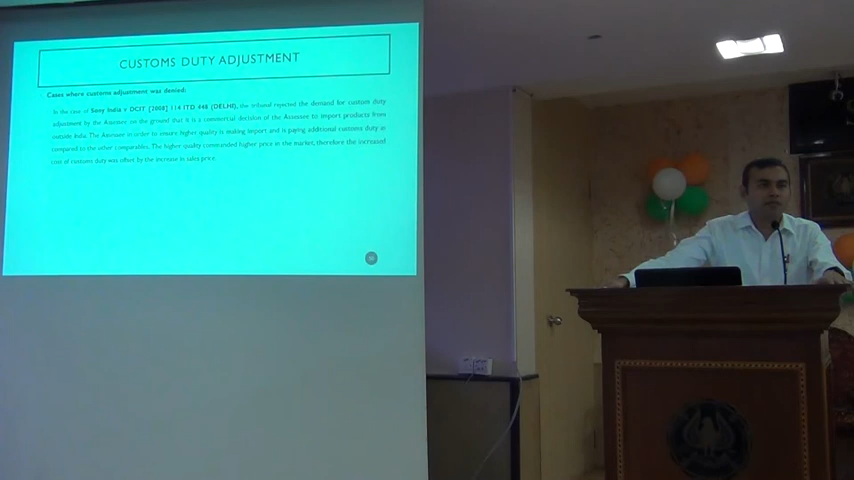 CUSTOMS DUTY ADJUSTMENT
Cases where customs adjustment was denied:
In the case of Sony India v DCIT [2008] 114 ITD 448 (DELHI), the tribunal rejected the demand for custom duty
adjustment by the Assessee on the ground that it is a commercial decision of the Assessee to import products from
outside India. The Assessee in order to ensure higher quality is making import and is paying additional customs duty as
compared to the other comparables. The higher quality commanded higher price in the market, therefore the increased
cost of customs duty was offset by the increase in sales price.